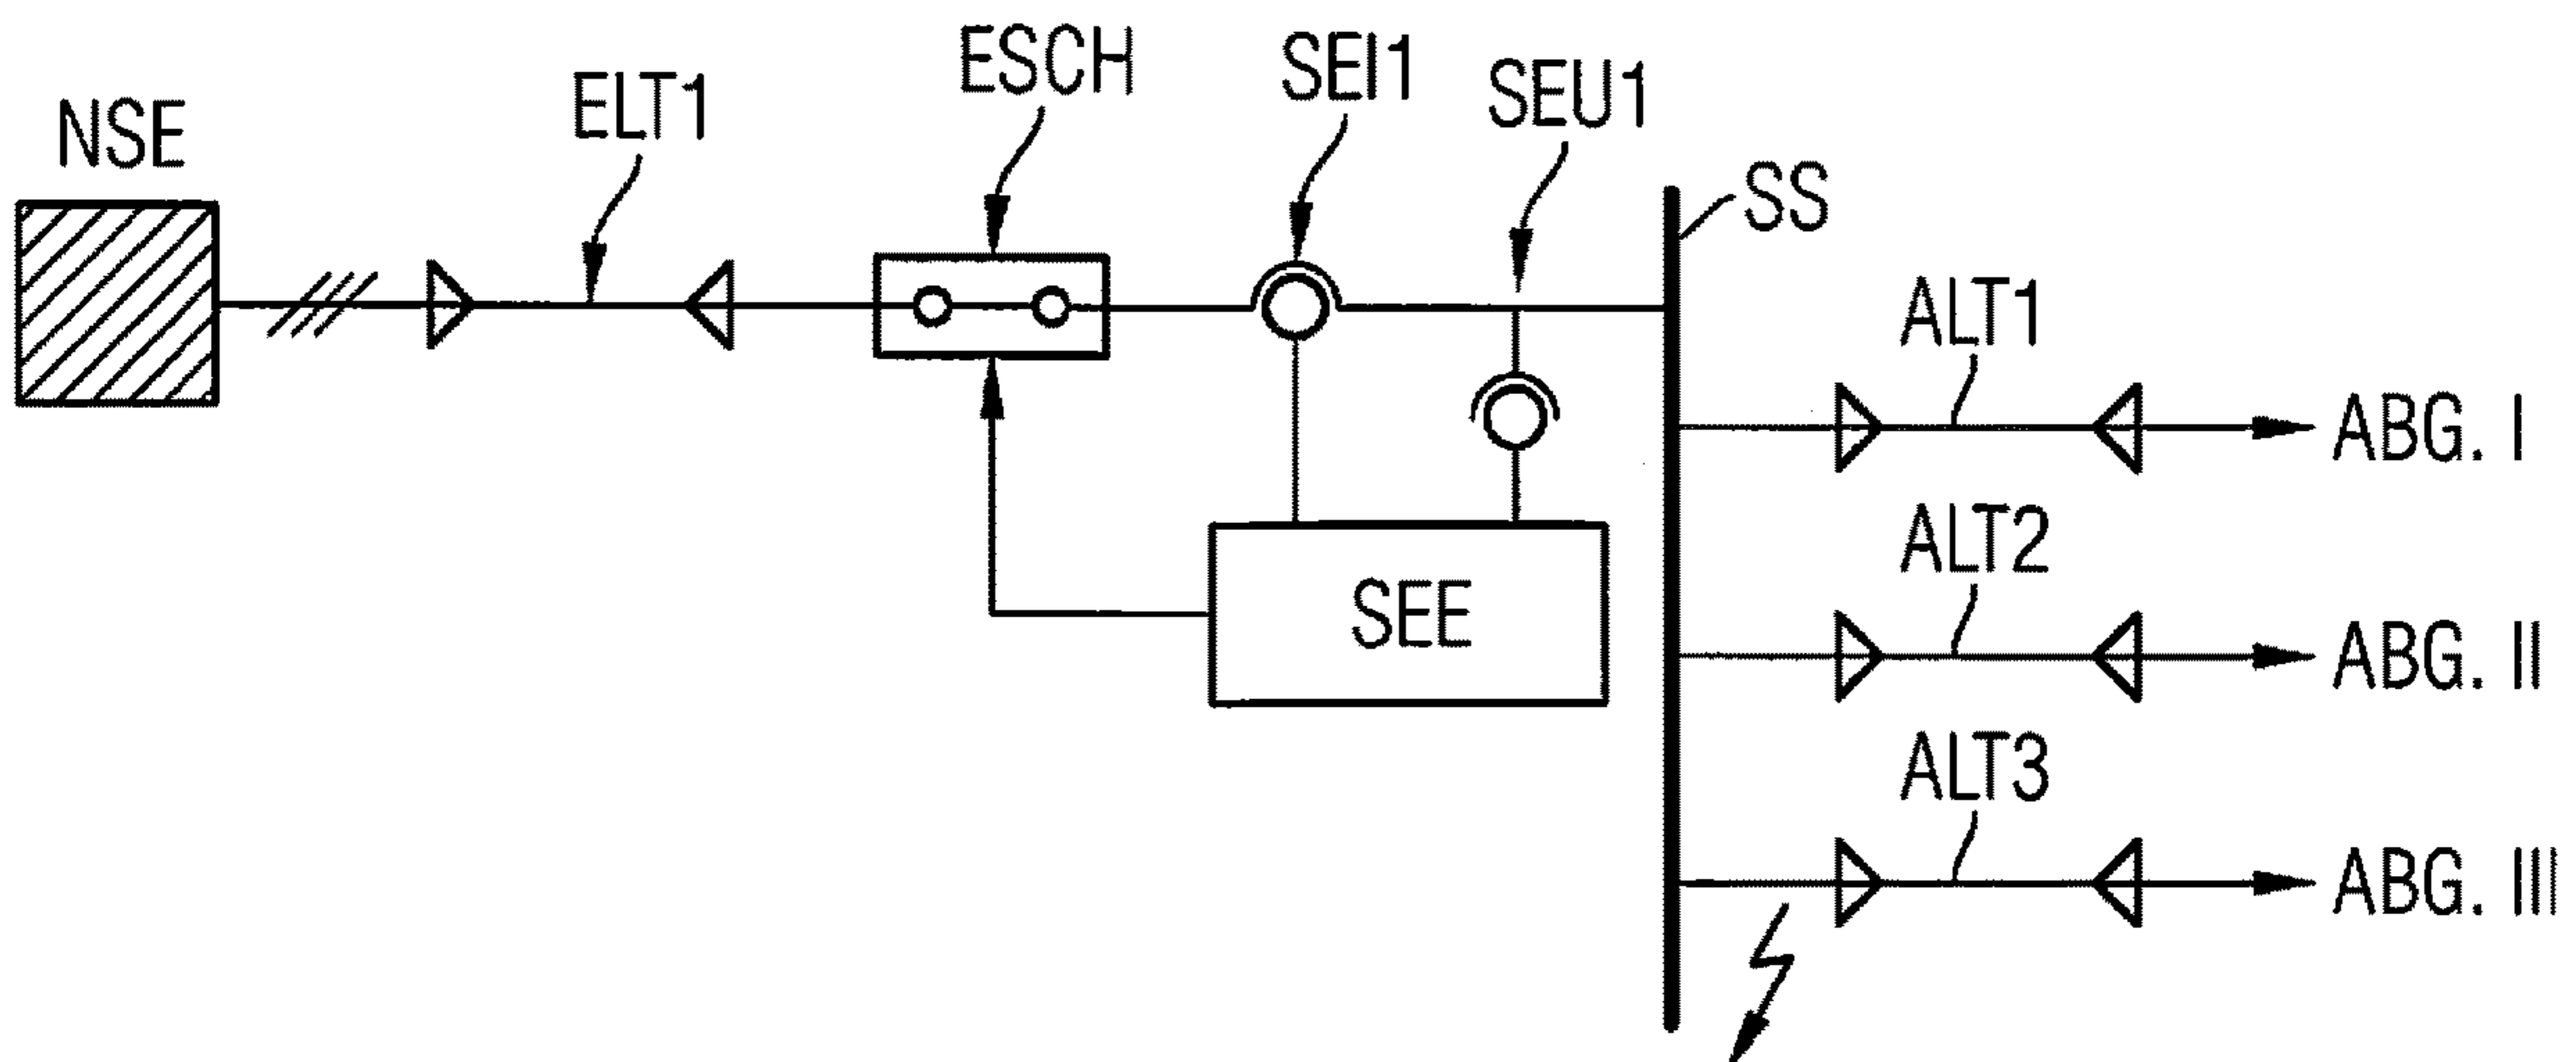 NSE
ELT1
ESCH
SEI1
SEU1
SS
ALT1
ABG. I
ALT2
ABG. II
SEE
ALT3
ABG. III